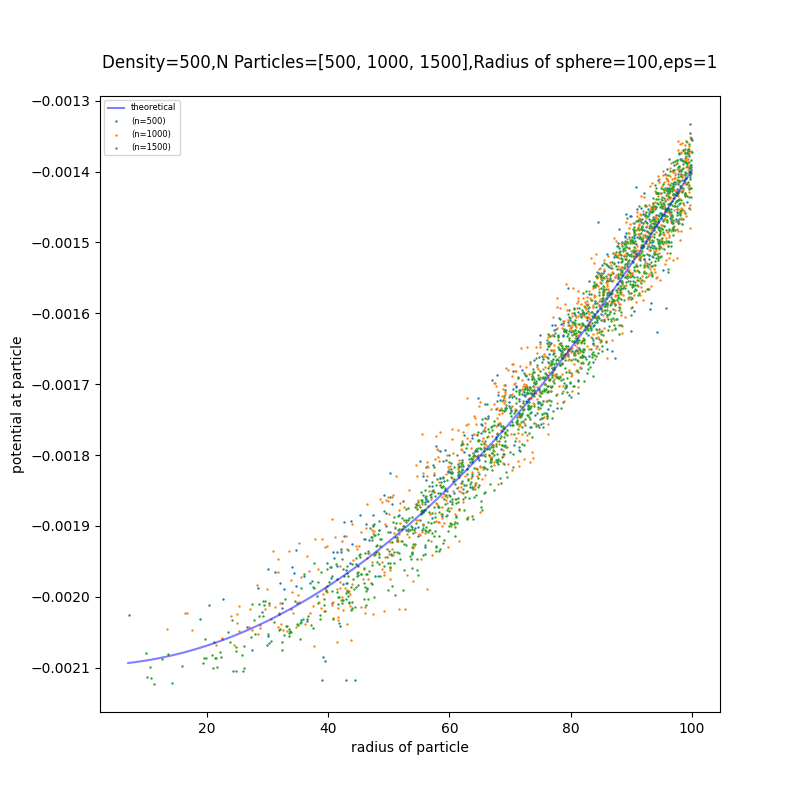 Density=500,N Particles=[500, 1000, 1500],Radius of sphere=100,eps=1
−0.0013
theoretical
(n=500)
(n=1000)
(n=1500)
−0.0014
−0.0015
−0.0016
−0.0017
−0.0018
−0.0019
−0.0020
−0.0021
potential at particle
20 40 60 80 100
radius of particle